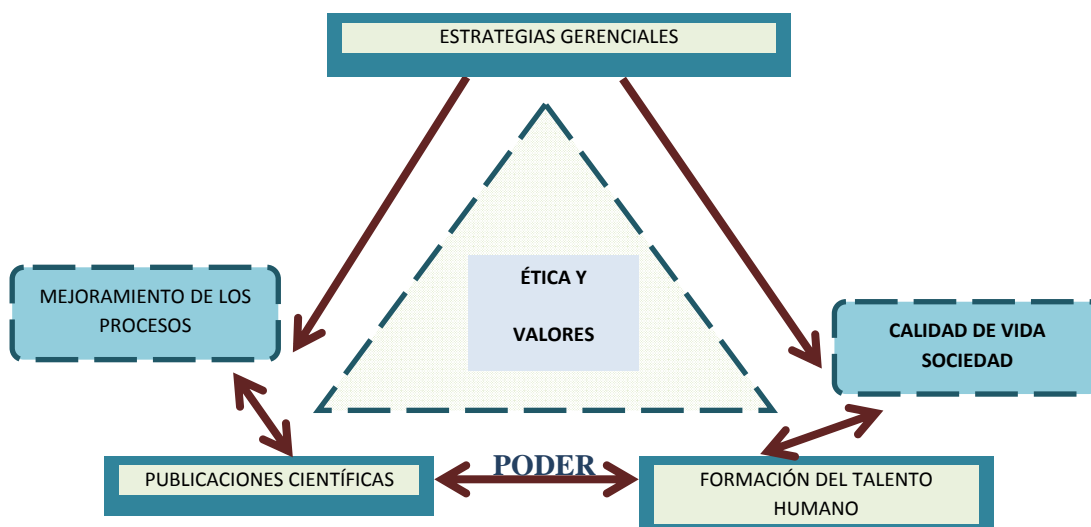 ESTRATEGIAS GERENCIALES
ÉTICA Y
VALORES
MEJORAMIENTO DE LOS
PROCESOS
CALIDAD DE VIDA
SOCIEDAD
PUBLICACIONES CIENTÍFICAS
PODER
FORMACIÓN DEL TALENTO
HUMANO